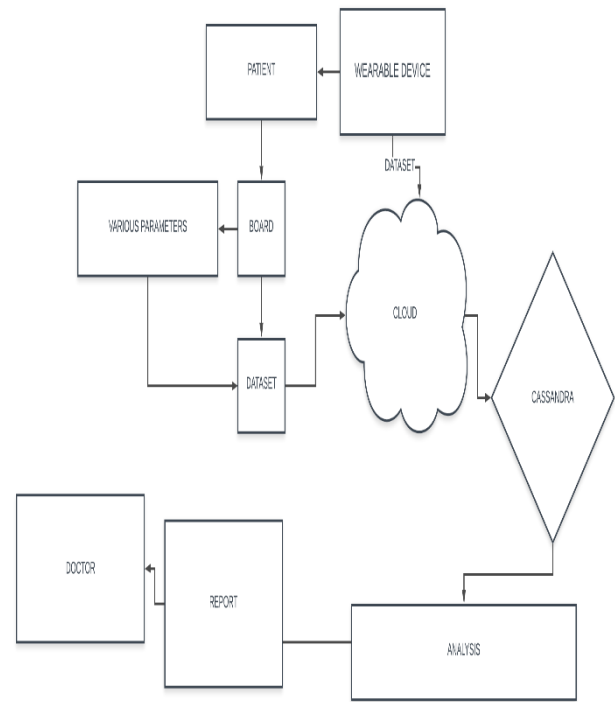 PATIENT
WEARABLE DEVICE
DATASET
VARIOUS PARAMETERS
BOARD
CLOUD
DATASET
CASSANDRA
DOCTOR
REPORT
ANALYSIS